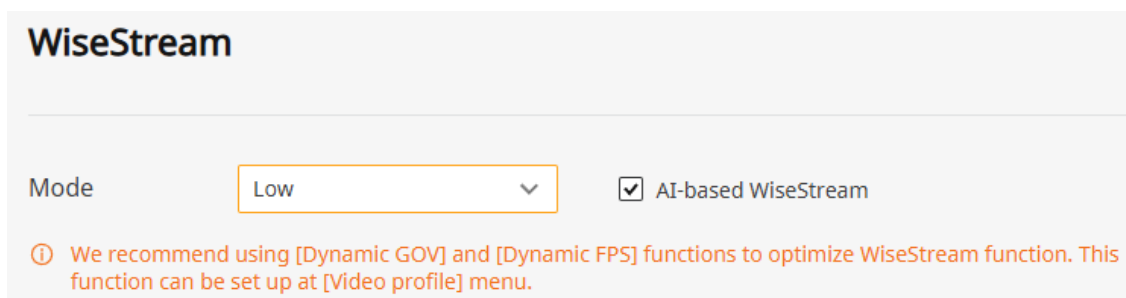 WiseStream
Mode
Low
AI-based WiseStream
We recommend using [Dynamic GOV] and [Dynamic FPS] functions to optimize WiseStream function. This
function can be set up at [Video profile] menu.